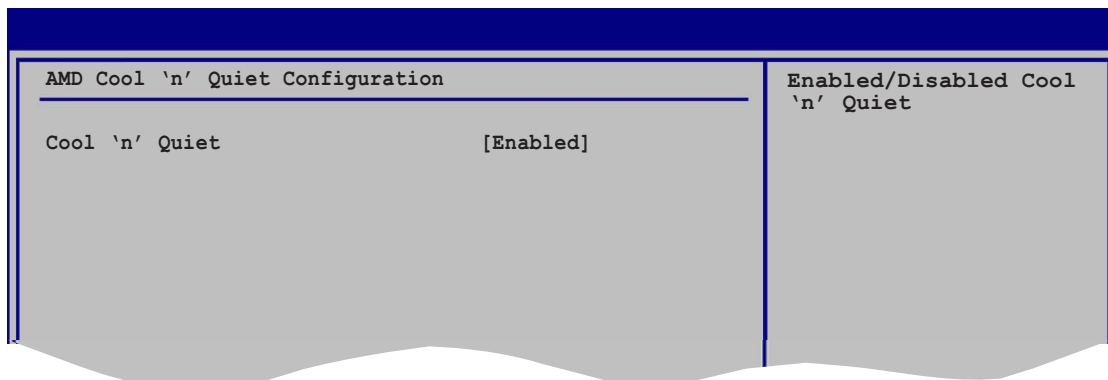 AMD Cool ‘n’ Quiet Configuration
Cool ‘n’ Quiet [Enabled]
Enabled/Disabled Cool
‘n’ Quiet